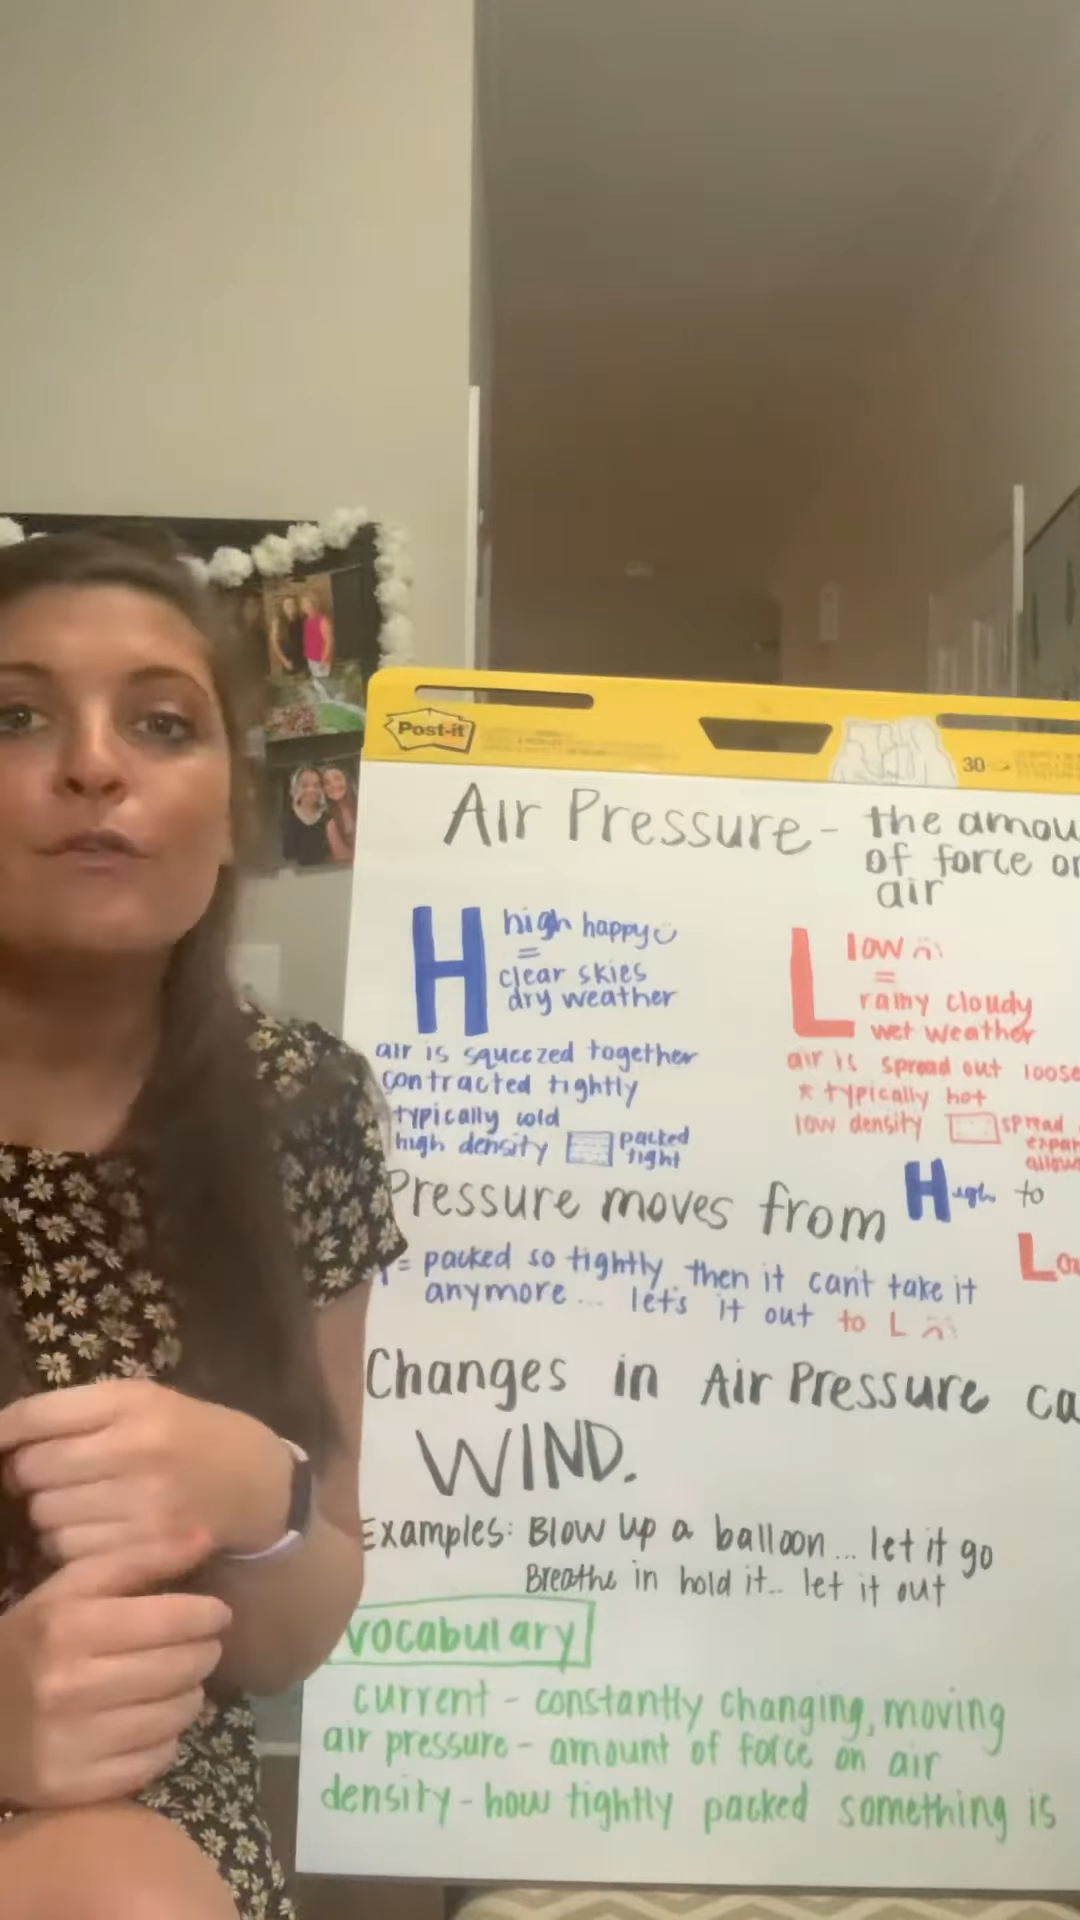 Post-it
30
Air Pressure - the amou
of force on
air
H high happy
=
clear skies
dry weather
air is squeezed together
contracted tightly
typically cold
high density packed
tight
L low
=
rainy cloudy
wet weather
air is spread out loose
* typically hot
low density spread
expan
allow
Pressure moves from High to
Lo
= packed so tightly then it can't take it
anymore... let's it out to L
Changes in Air Pressure ca
WIND.
Examples: Blow up a balloon... let it go
Breathe in hold it... let it out
vocabulary
current - constantly changing, moving
air pressure - amount of force on air
density - how tightly packed something is